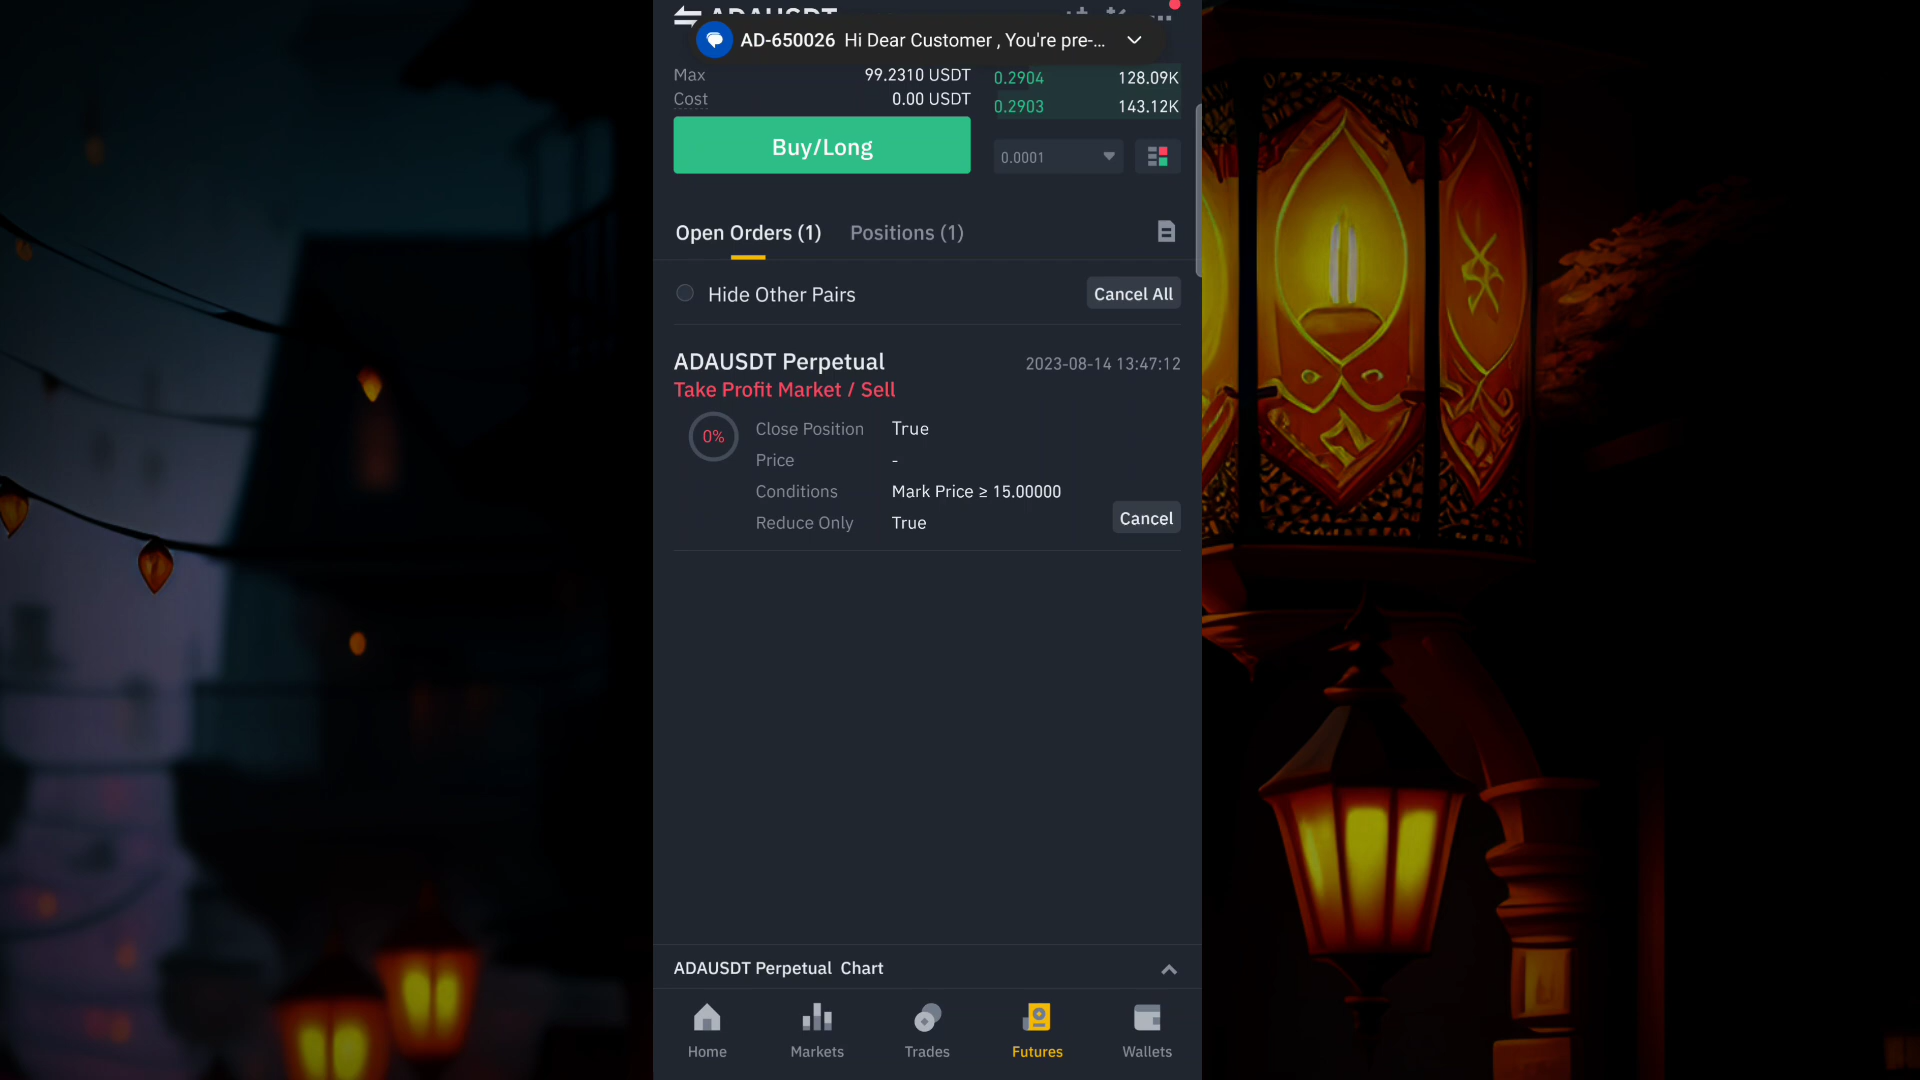 ADAUSDT
AD-650026 Hi Dear Customer , You're pre-...
Max 99.2310 USDT
Cost 0.00 USDT
0.2904 128.09K
0.2903 143.12K
Buy/Long
0.0001
Open Orders (1) Positions (1)
Hide Other Pairs Cancel All
ADAUSDT Perpetual 2023-08-14 13:47:12
Take Profit Market / Sell
0%
Close Position True
Price -
Conditions Mark Price ≥ 15.00000
Reduce Only True
Cancel
ADAUSDT Perpetual Chart
Home Markets Trades Futures Wallets